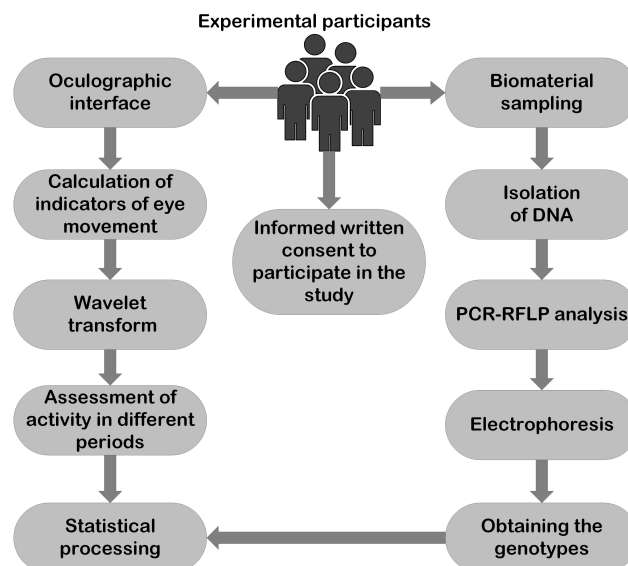 Experimental participants
Oculographic
interface
Biomaterial
sampling
Calculation of
indicators of eye
movement
Informed written
consent to
participate in the
study
Isolation
of DNA
Wavelet
transform
PCR-RFLP analysis
Assessment of
activity in different
periods
Electrophoresis
Statistical
processing
Obtaining the
genotypes